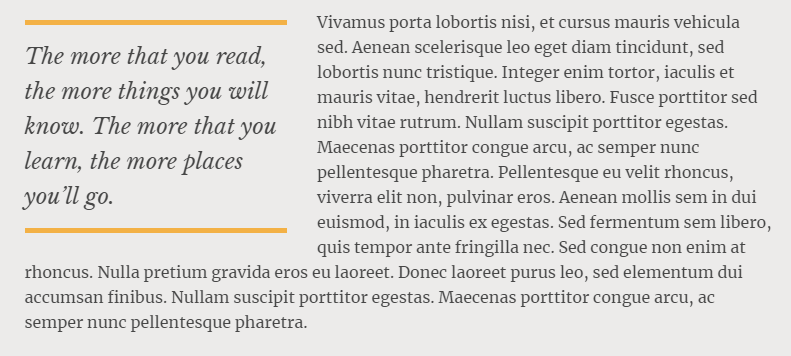 The more that you read,
the more things you will
know. The more that you
learn, the more places
you’ll go.
Vivamus porta lobortis nisi, et cursus mauris vehicula
sed. Aenean scelerisque leo eget diam tincidunt, sed
lobortis nunc tristique. Integer enim tortor, iaculis et
mauris vitae, hendrerit luctus libero. Fusce porttitor sed
nibh vitae rutrum. Nullam suscipit porttitor egestas.
Maecenas porttitor congue arcu, ac semper nunc
pellentesque pharetra. Pellentesque eu velit rhoncus,
viverra elit non, pulvinar eros. Aenean mollis sem in dui
euismod, in iaculis ex egestas. Sed fermentum sem libero,
quis tempor ante fringilla nec. Sed congue non enim at
rhoncus. Nulla pretium gravida eros eu laoreet. Donec laoreet purus leo, sed elementum dui
accumsan finibus. Nullam suscipit porttitor egestas. Maecenas porttitor congue arcu, ac
semper nunc pellentesque pharetra.